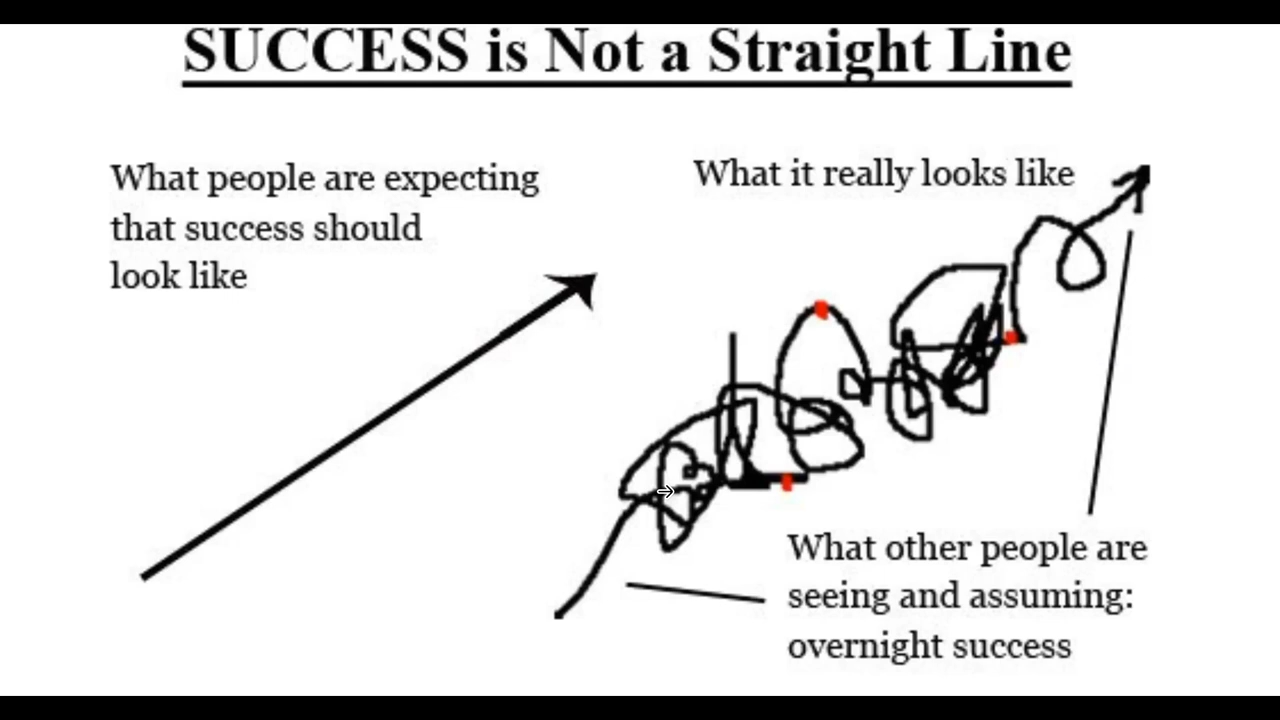 SUCCESS is Not a Straight Line
What people are expecting
that success should
look like
What it really looks like
What other people are
seeing and assuming:
overnight success